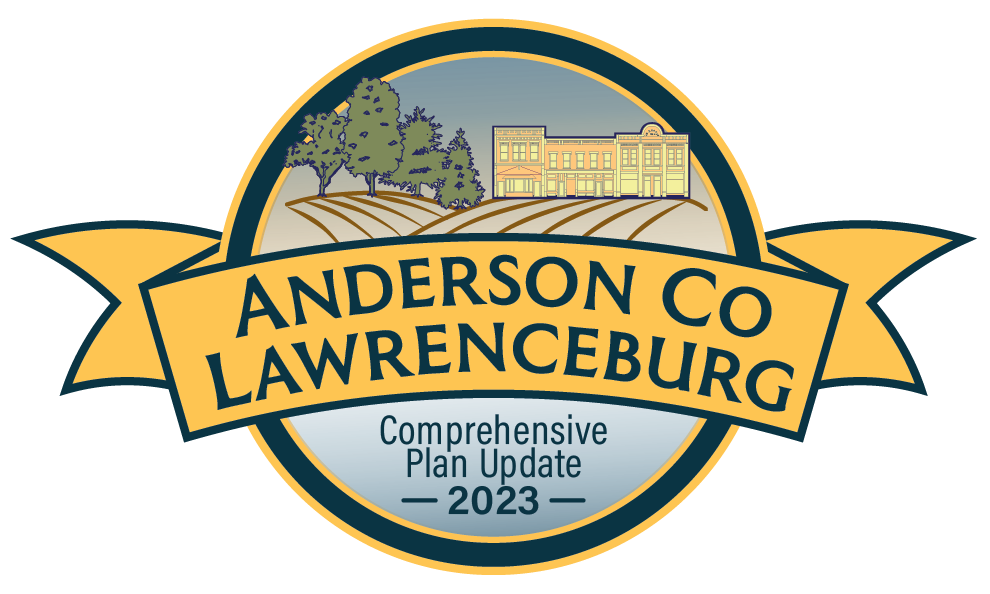 ANDERSON CO
LAWRENCEBURG
Comprehensive
Plan Update
— 2023 —